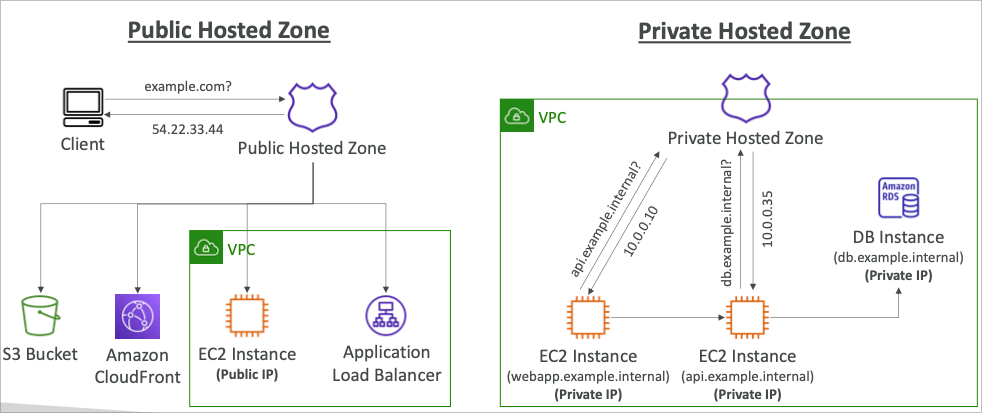 Public Hosted Zone
example.com?
54.22.33.44
Client
Public Hosted Zone
VPC
S3 Bucket
Amazon
CloudFront
EC2 Instance
(Public IP)
Application
Load Balancer
Private Hosted Zone
VPC
Private Hosted Zone
api.example.internal?
10.0.0.10
db.example.internal?
10.0.0.35
Amazon
RDS
DB Instance
(db.example.internal)
(Private IP)
EC2 Instance
(webapp.example.internal)
(Private IP)
EC2 Instance
(api.example.internal)
(Private IP)